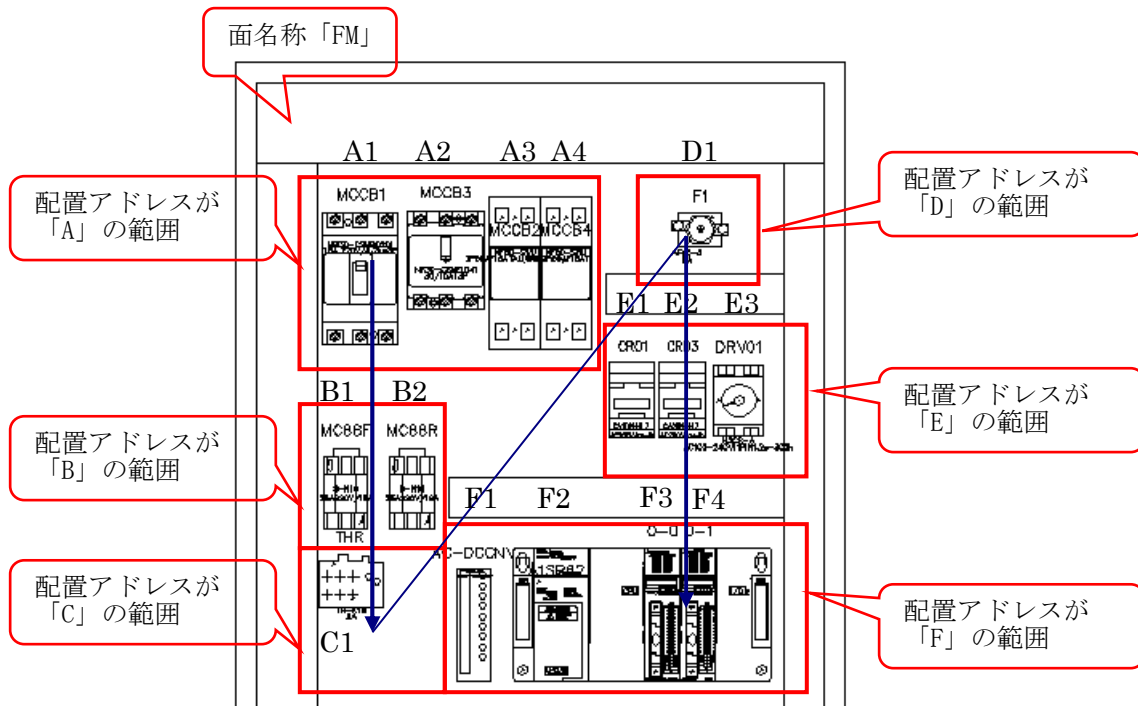 面名称「FM」
A1 A2 A3 A4 D1
配置アドレスが
「A」の範囲
MCCB1
MCCB3
MCCB2
MCCB4
F1
配置アドレスが
「D」の範囲
E1 E2 E3
CR01
CR03
DRV01
配置アドレスが
「E」の範囲
B1 B2
配置アドレスが
「B」の範囲
MC88F
MC88R
THR
F1 F2 F3 F4
配置アドレスが
「C」の範囲
C1
AC-DCCNV
0-0
0-1
配置アドレスが
「F」の範囲